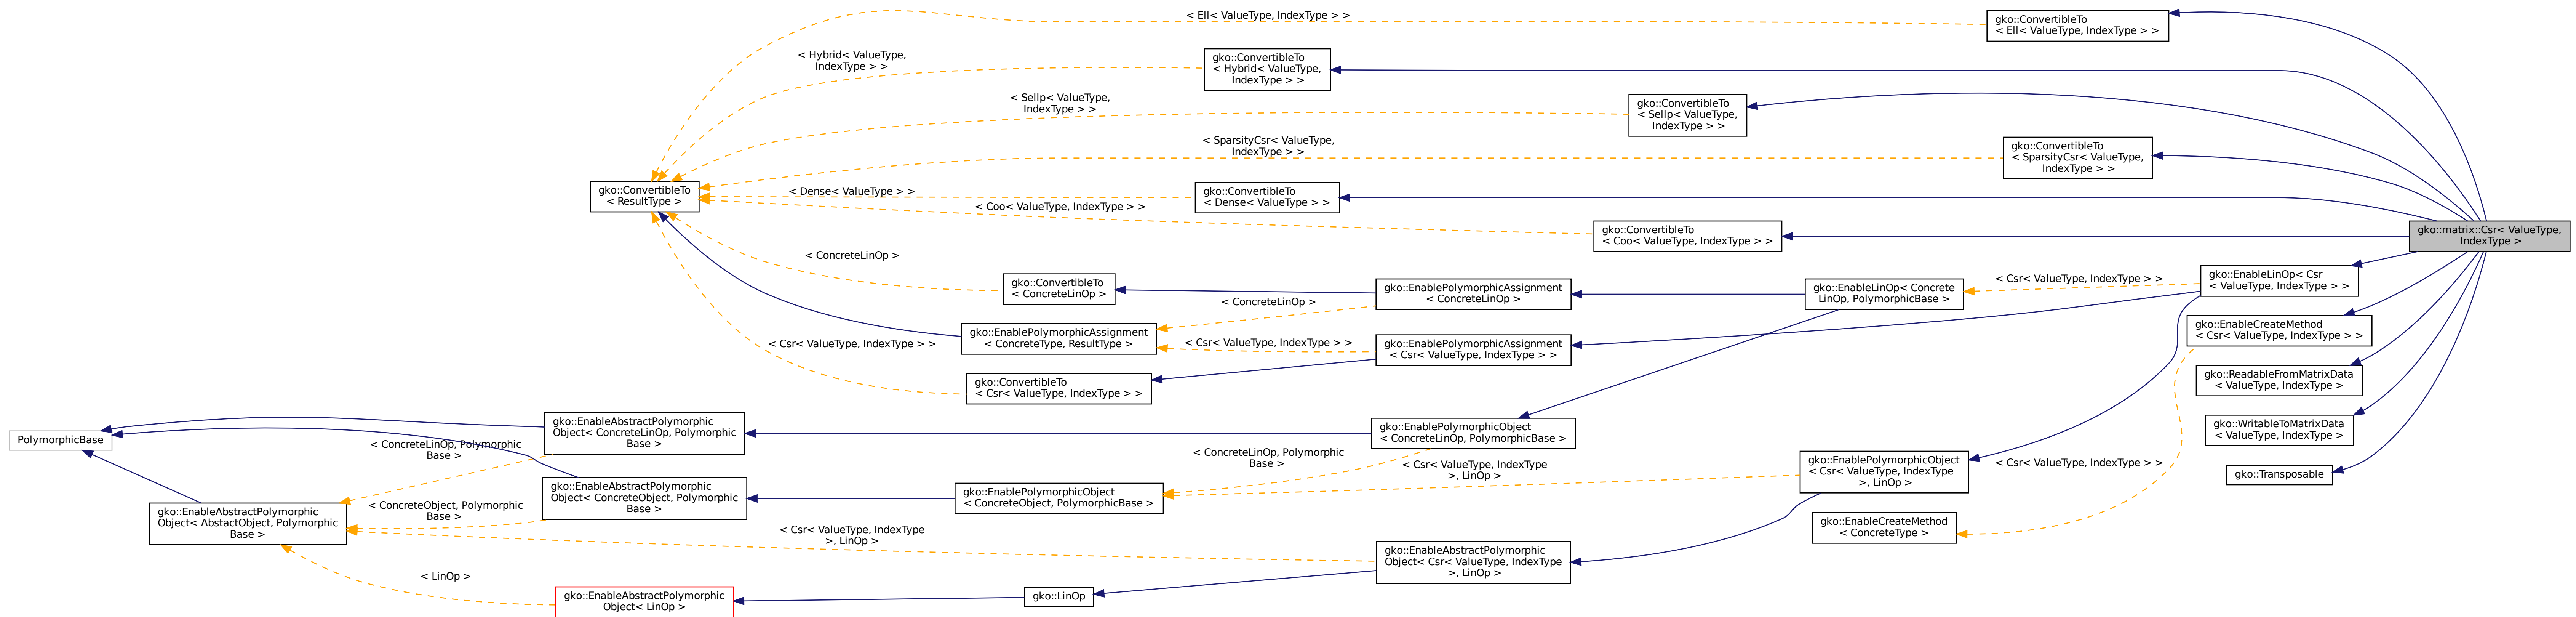 < Ell< ValueType, IndexType > >
gko::ConvertibleTo
< Ell< ValueType, IndexType > >
< Hybrid< ValueType,
IndexType > >
gko::ConvertibleTo
< Hybrid< ValueType,
IndexType > >
< Sellp< ValueType,
IndexType > >
gko::ConvertibleTo
< Sellp< ValueType,
IndexType > >
< SparsityCsr< ValueType,
IndexType > >
gko::ConvertibleTo
< SparsityCsr< ValueType,
IndexType > >
gko::ConvertibleTo
< ResultType >
< Dense< ValueType > >
gko::ConvertibleTo
< Dense< ValueType > >
< Coo< ValueType, IndexType > >
gko::ConvertibleTo
< Coo< ValueType, IndexType > >
gko::matrix::Csr< ValueType,
IndexType >
< ConcreteLinOp >
gko::ConvertibleTo
< ConcreteLinOp >
gko::EnablePolymorphicAssignment
< ConcreteLinOp >
gko::EnableLinOp< Concrete
LinOp, PolymorphicBase >
< Csr< ValueType, IndexType > >
gko::EnableLinOp< Csr
< ValueType, IndexType > >
< ConcreteLinOp >
gko::EnablePolymorphicAssignment
< ConcreteType, ResultType >
< Csr< ValueType, IndexType > >
gko::EnablePolymorphicAssignment
< Csr< ValueType, IndexType > >
gko::EnableCreateMethod
< Csr< ValueType, IndexType > >
< Csr< ValueType, IndexType > >
gko::ConvertibleTo
< Csr< ValueType, IndexType > >
gko::ReadableFromMatrixData
< ValueType, IndexType >
PolymorphicBase
gko::EnableAbstractPolymorphic
Object< ConcreteLinOp, Polymorphic
Base >
gko::EnablePolymorphicObject
< ConcreteLinOp, PolymorphicBase >
gko::WritableToMatrixData
< ValueType, IndexType >
< ConcreteLinOp, Polymorphic
Base >
< ConcreteLinOp, Polymorphic
Base >
< Csr< ValueType, IndexType
>, LinOp >
gko::EnablePolymorphicObject
< Csr< ValueType, IndexType
>, LinOp >
< Csr< ValueType, IndexType > >
gko::Transposable
gko::EnableAbstractPolymorphic
Object< AbstactObject, Polymorphic
Base >
< ConcreteObject, Polymorphic
Base >
gko::EnableAbstractPolymorphic
Object< ConcreteObject, Polymorphic
Base >
gko::EnablePolymorphicObject
< ConcreteObject, PolymorphicBase >
gko::EnableCreateMethod
< ConcreteType >
< Csr< ValueType, IndexType
>, LinOp >
gko::EnableAbstractPolymorphic
Object< Csr< ValueType, IndexType
>, LinOp >
< LinOp >
gko::EnableAbstractPolymorphic
Object< LinOp >
gko::LinOp